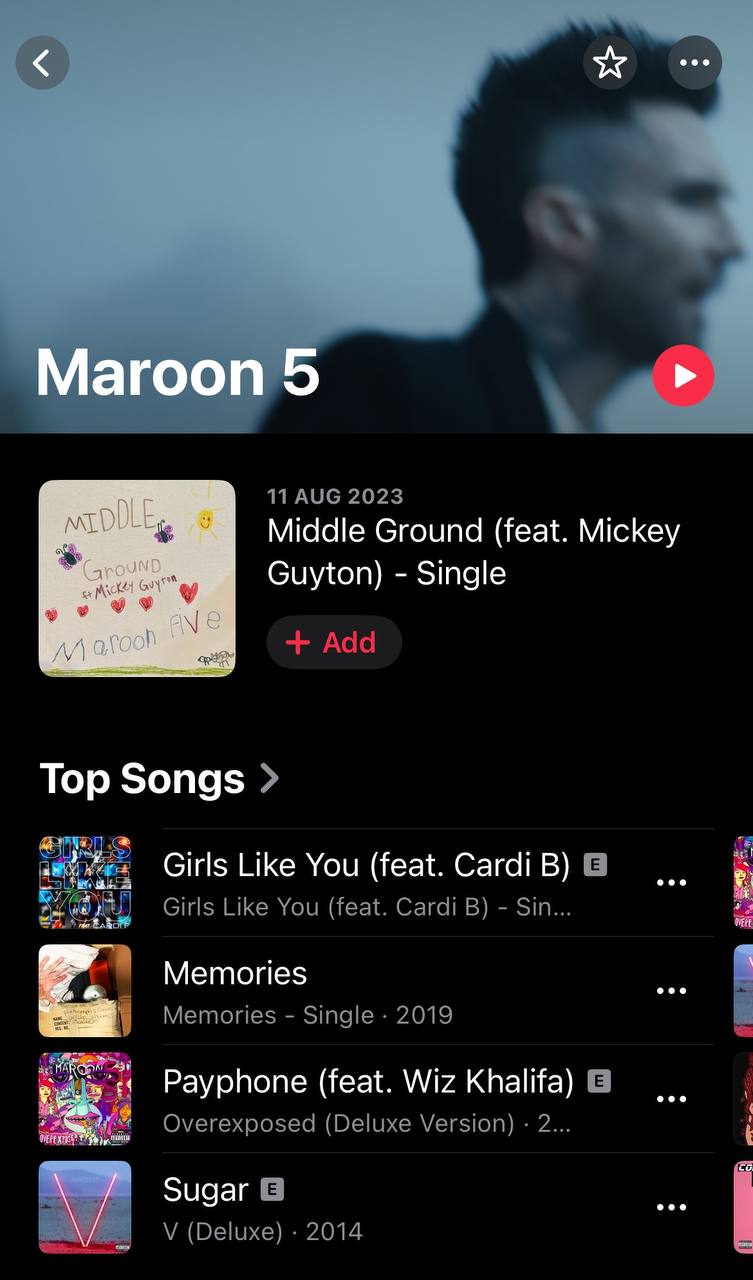 Maroon 5
MIDDLE
GROUND
ft Mickey Guyton
Maroon FiVe
11 AUG 2023
Middle Ground (feat. Mickey
Guyton) - Single
+ Add
Top Songs
GIRLS
LIKE
YOU
Girls Like You (feat. Cardi B) E
Girls Like You (feat. Cardi B) - Sin...
Memories
Memories - Single · 2019
MAROON
Payphone (feat. Wiz Khalifa) E
Overexposed (Deluxe Version) · 2...
V
Sugar E
V (Deluxe) · 2014